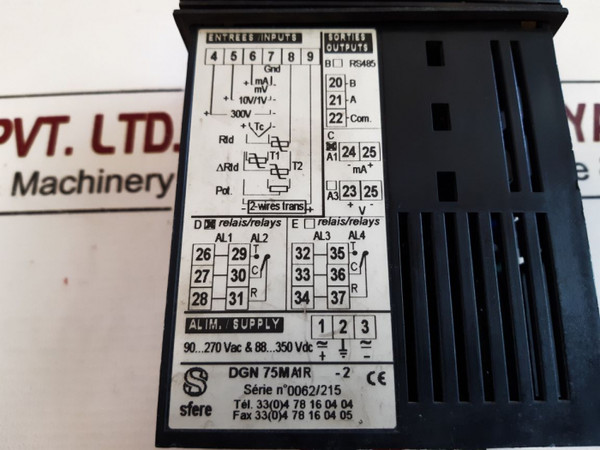 PVT. LTD.
Machinery
ENTREES/INPUTS
4 5 6 7 8 9
Gnd
+ mA -
mV
+ 10V/1V -
+ 300V -
+ Tc -
Rtd
T1
ΔRtd
T2
Pot.
- 2-wires trans. +
SORTIES
OUTPUTS
B RS485
20 -B
21 -A
22 -Com.
C
A1 24 25
- mA +
A3 23 25
+ V -
D relais/relays
AL1 AL2
26 29 T
27 30 C
28 31 R
E relais/relays
AL3 AL4
32 35 T
33 36 C
34 37 R
ALIM./SUPPLY
1 2 3
90...270 Vac & 88...350 Vdc
+ -
DGN 75MA1R -2
Série n°0062/215
CE
sfere
Tél. 33(0)4 78 16 04 04
Fax 33(0)4 78 16 04 05